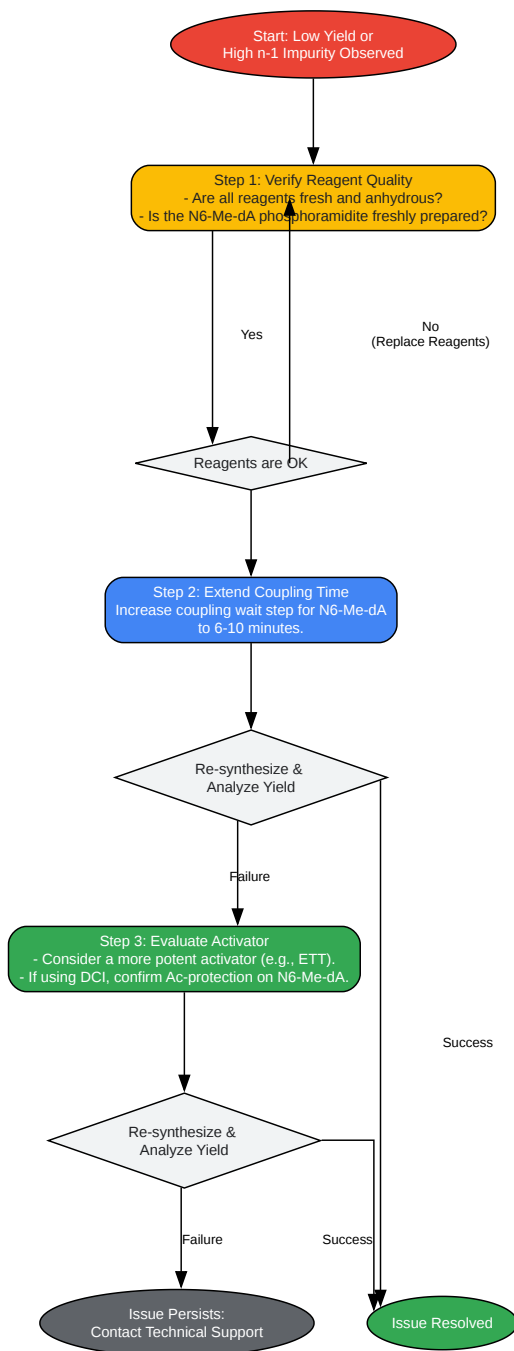 Start: Low Yield or
High n-1 Impurity Observed
Step 1: Verify Reagent Quality
- Are all reagents fresh and anhydrous?
- Is the N6-Me-dA phosphoramidite freshly prepared?
Yes
No
(Replace Reagents)
Reagents are OK
Step 2: Extend Coupling Time
Increase coupling wait step for N6-Me-dA
to 6-10 minutes.
Re-synthesize &
Analyze Yield
Failure
Step 3: Evaluate Activator
- Consider a more potent activator (e.g., ETT).
- If using DCI, confirm Ac-protection on N6-Me-dA.
Success
Re-synthesize &
Analyze Yield
Failure
Success
Issue Persists:
Contact Technical Support
Issue Resolved